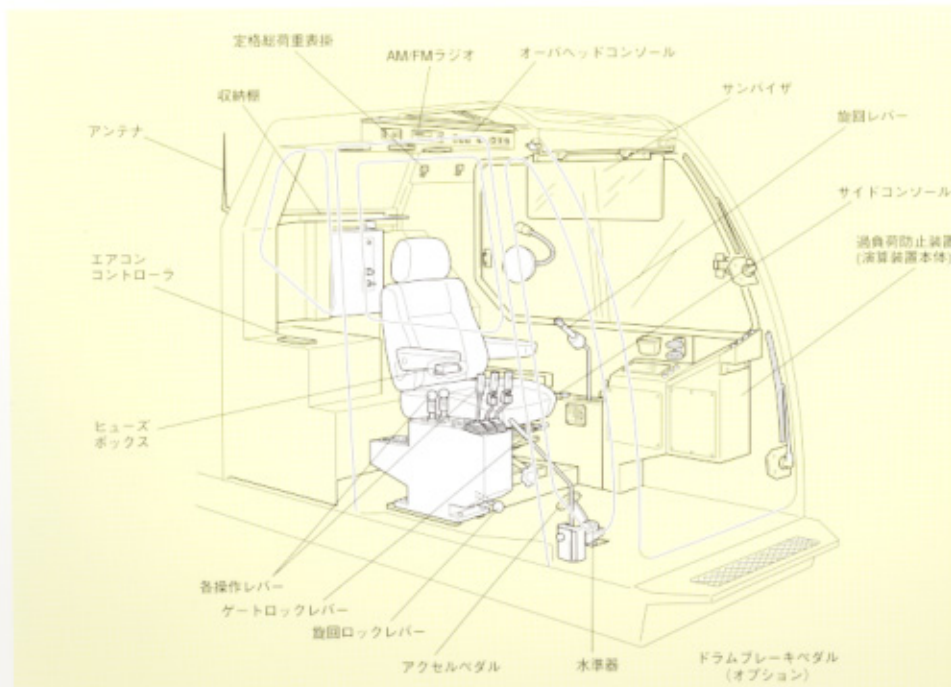 定格総荷重表掛
AM/FMラジオ
オーバヘッドコンソール
収納棚
サンバイザ
アンテナ
旋回レバー
サイドコンソール
エアコン
コントローラ
過負荷防止装置
(演算装置本体)
ヒューズ
ボックス
各操作レバー
ゲートロックレバー
旋回ロックレバー
アクセルペダル
水準器
ドラムブレーキペダル
(オプション)